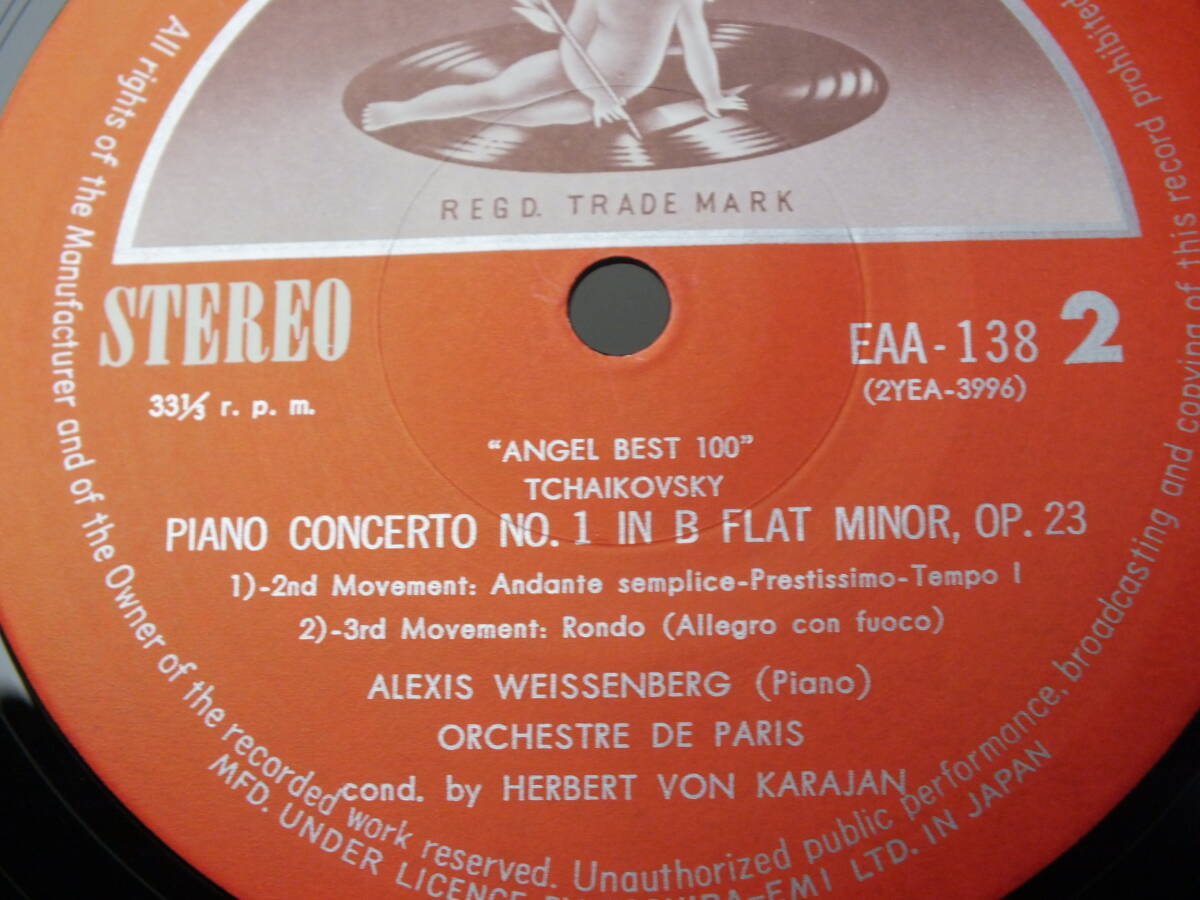 REGD. TRADE MARK
STEREO
33⅓ r. p. m.
EAA-138 2
(2YEA-3996)
"ANGEL BEST 100"
TCHAIKOVSKY
PIANO CONCERTO NO. 1 IN B FLAT MINOR, OP. 23
1)-2nd Movement: Andante semplice-Prestissimo-Tempo I
2)-3rd Movement: Rondo (Allegro con fuoco)
ALEXIS WEISSENBERG (Piano)
ORCHESTRE DE PARIS
cond. by HERBERT VON KARAJAN
All rights of the Manufacturer and of the Owner of the recorded work reserved. Unauthorized public performance, broadcasting and copying of this record prohibited
MFD. UNDER LICENCE EMI LTD. IN JAPAN